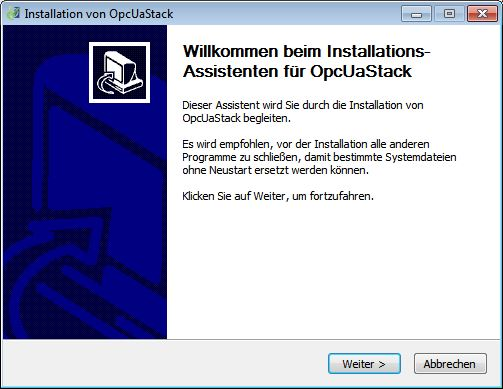 Installation von OpcUaStack
Willkommen beim Installations-
Assistenten für OpcUaStack
Dieser Assistent wird Sie durch die Installation von
OpcUaStack begleiten.
Es wird empfohlen, vor der Installation alle anderen
Programme zu schließen, damit bestimmte Systemdateien
ohne Neustart ersetzt werden können.
Klicken Sie auf Weiter, um fortzufahren.
Weiter >
Abbrechen